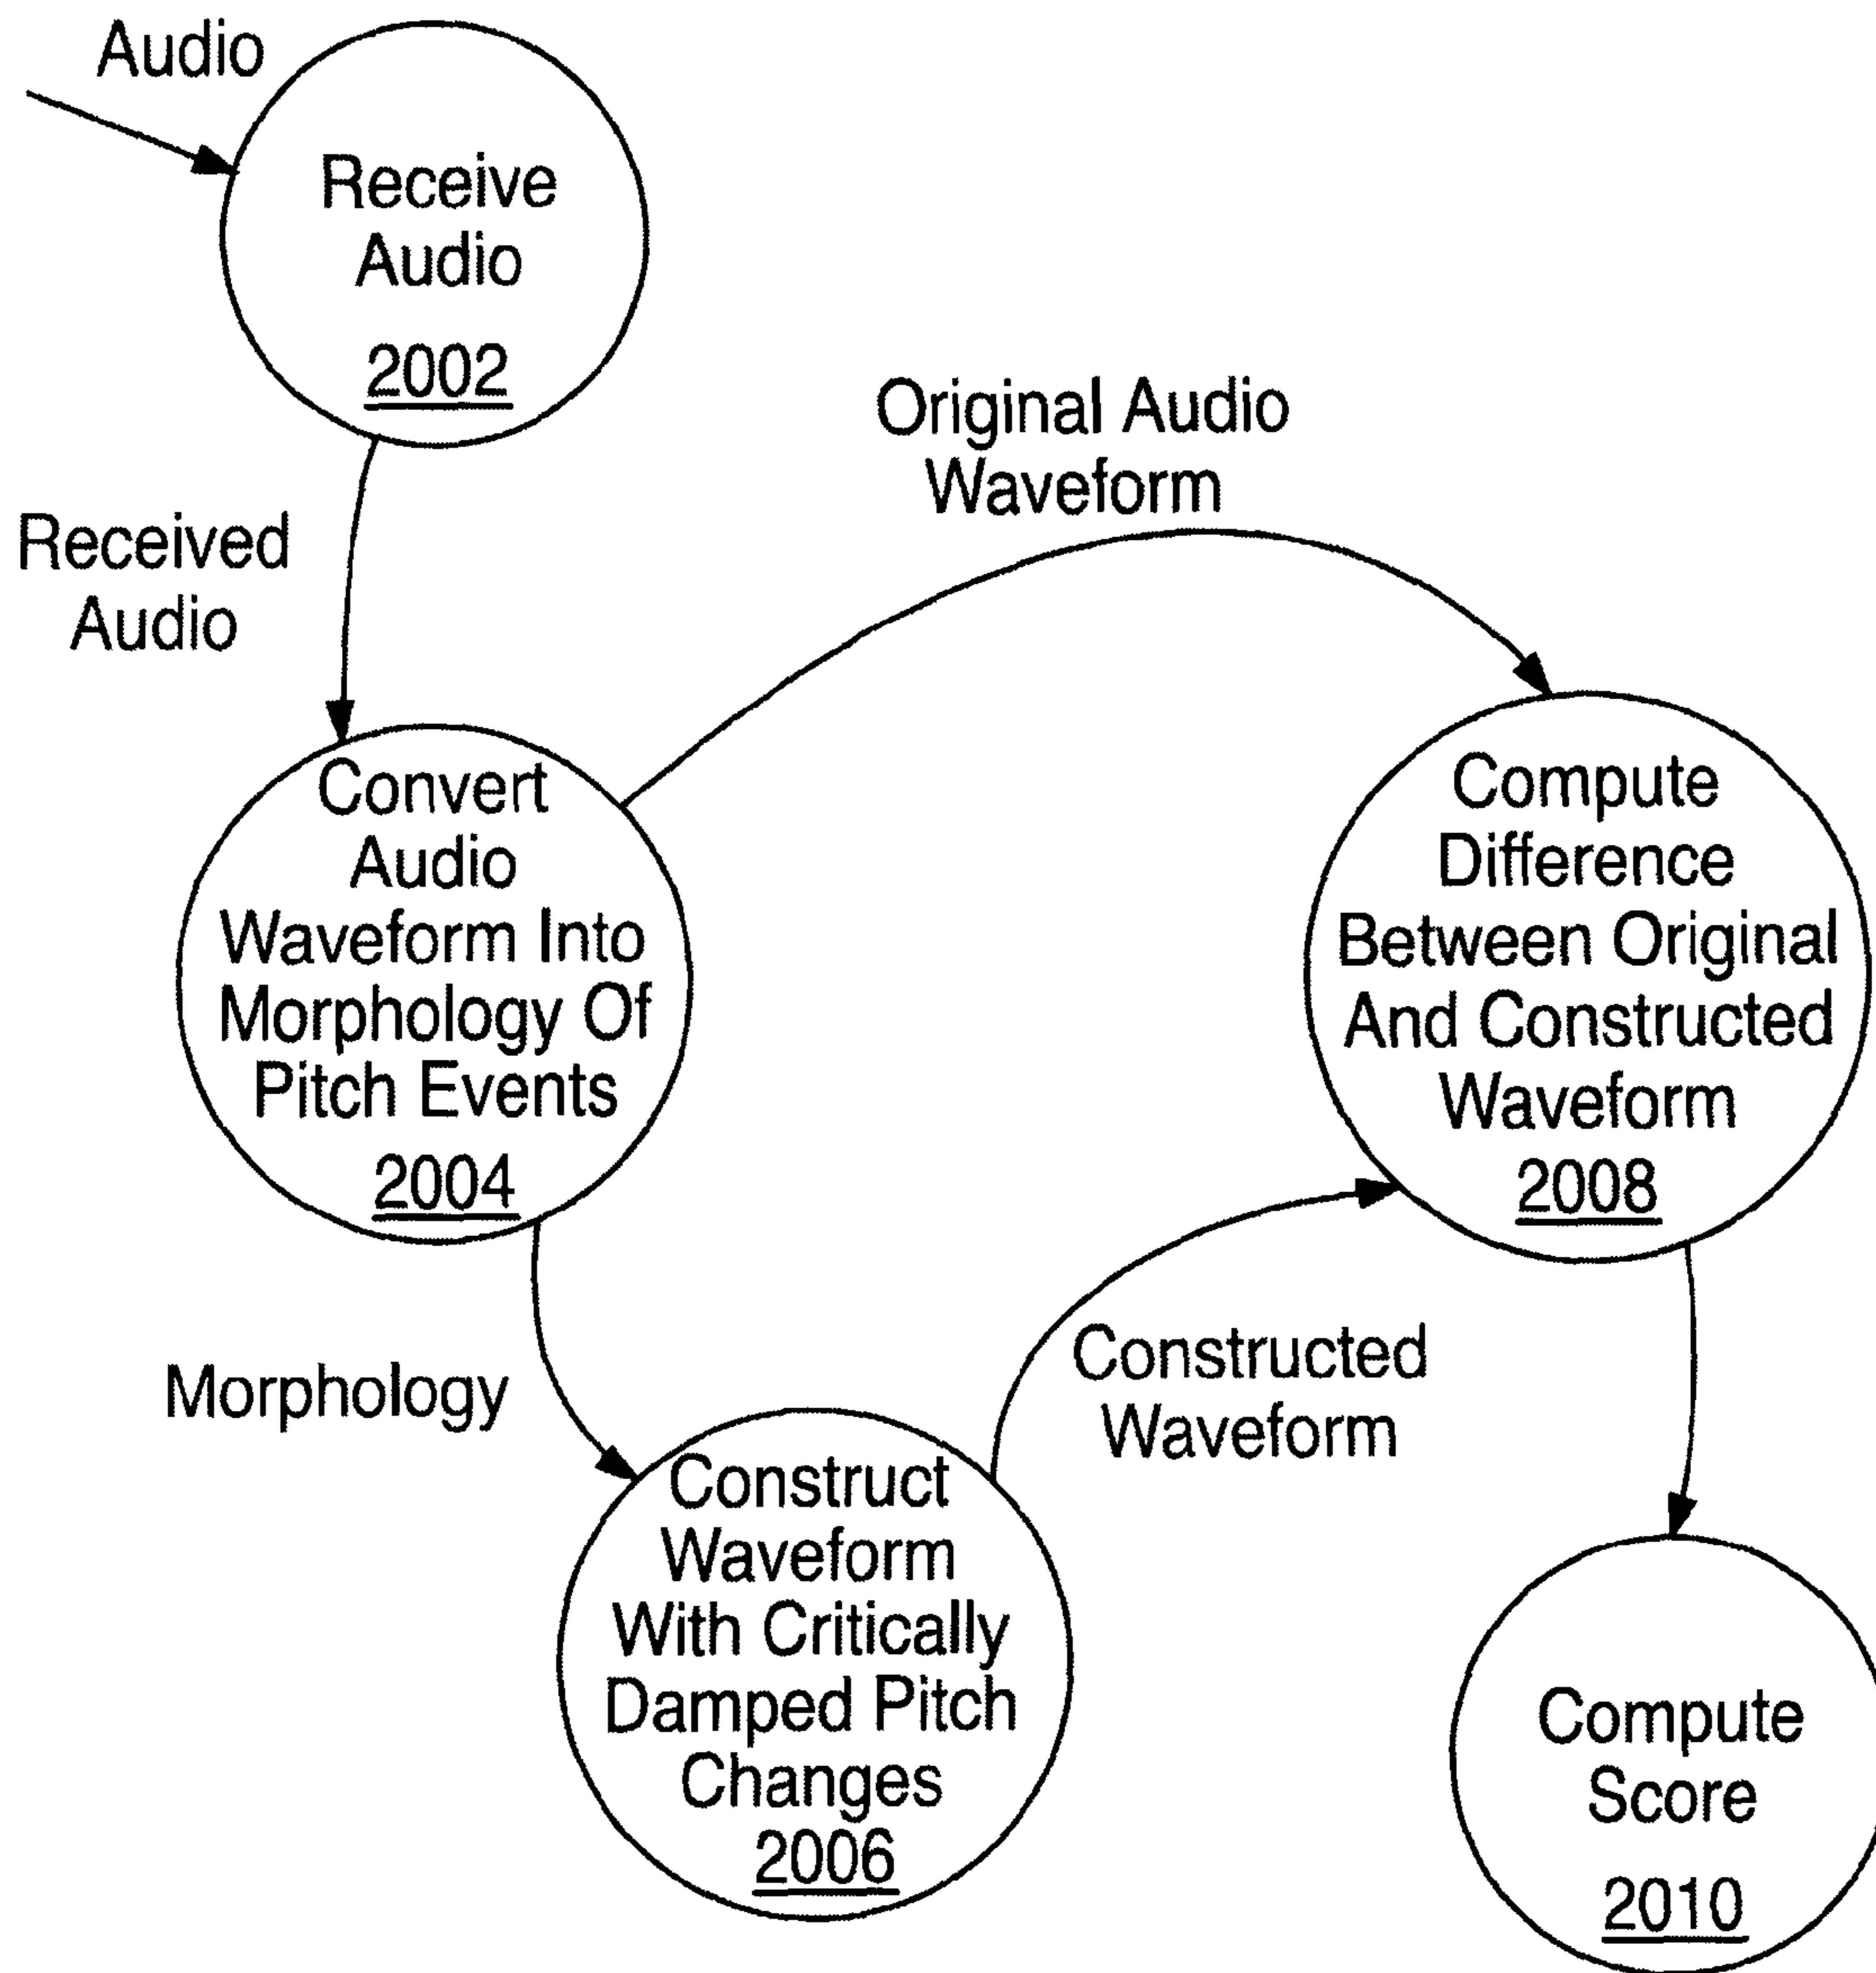 Audio
Receive
Audio
2002
Received
Audio
Original Audio
Waveform
Convert
Audio
Waveform Into
Morphology Of
Pitch Events
2004
Compute
Difference
Between Original
And Constructed
Waveform
2008
Morphology
Constructed
Waveform
Construct
Waveform
With Critically
Damped Pitch
Changes
2006
Compute
Score
2010